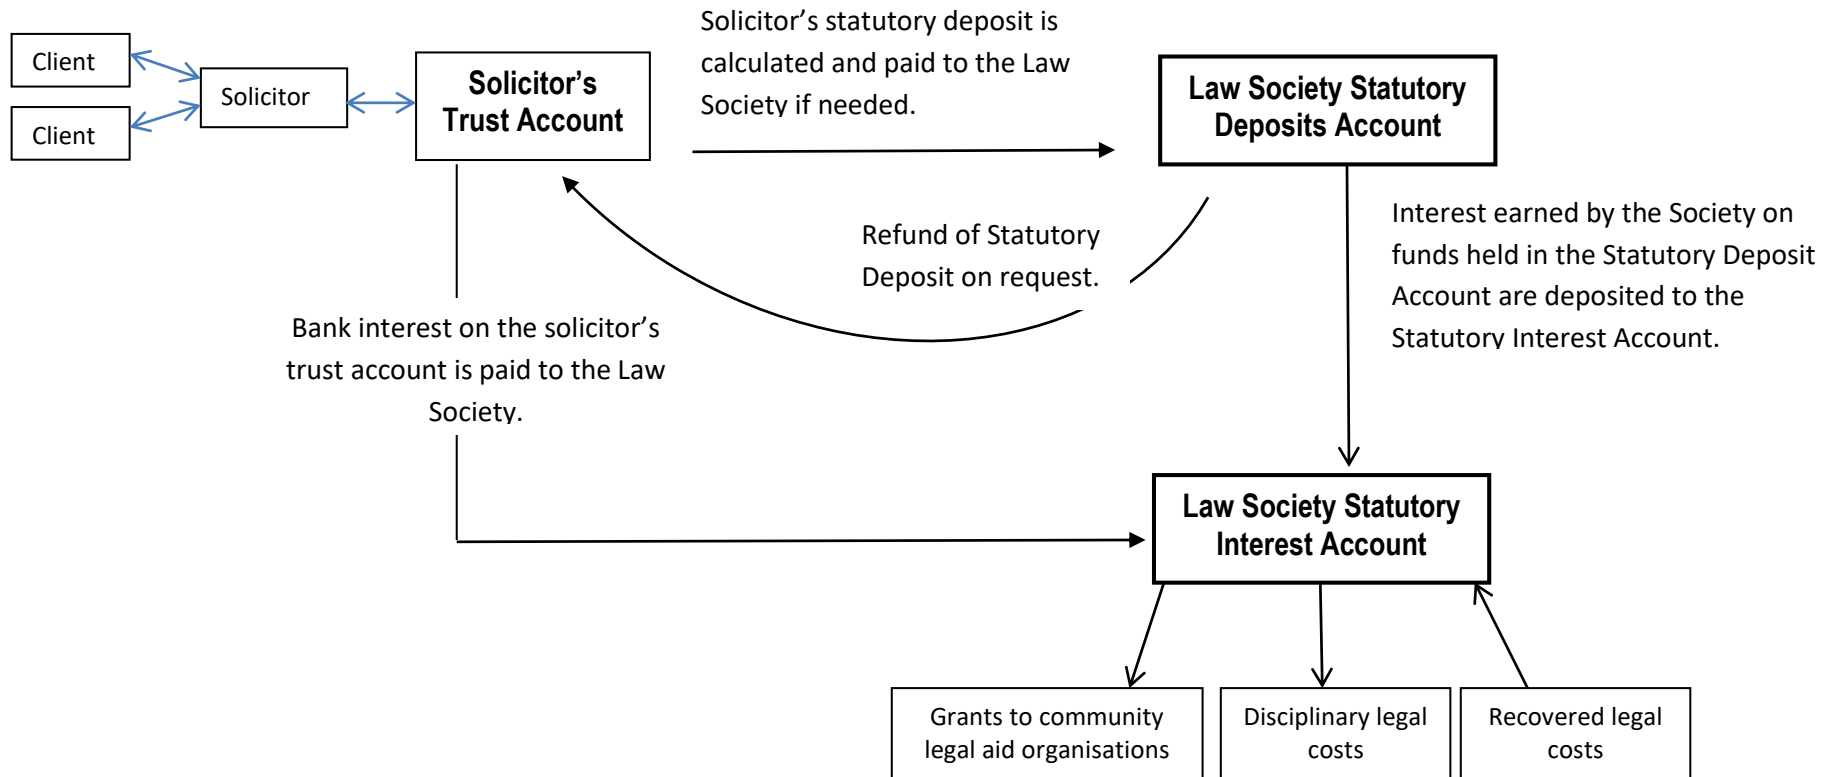 Client
Client
Solicitor
Solicitor’s
Trust Account
Solicitor’s statutory deposit is
calculated and paid to the Law
Society if needed.
Law Society Statutory
Deposits Account
Refund of Statutory
Deposit on request.
Interest earned by the Society on
funds held in the Statutory Deposit
Account are deposited to the
Statutory Interest Account.
Bank interest on the solicitor’s
trust account is paid to the Law
Society.
Law Society Statutory
Interest Account
Grants to community
legal aid organisations
Disciplinary legal
costs
Recovered legal
costs